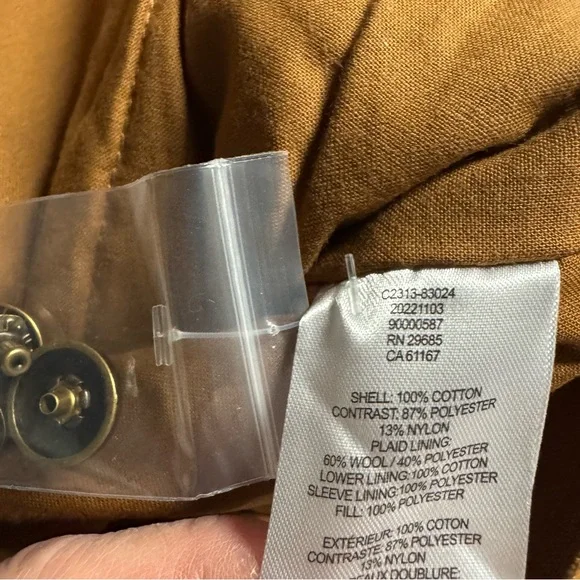 C2313-83024
20221103
90000587
RN 29685
CA 61167
SHELL: 100% COTTON
CONTRAST: 87% POLYESTER
13% NYLON
PLAID LINING:
60% WOOL / 40% POLYESTER
LOWER LINING:100% COTTON
SLEEVE LINING:100% POLYESTER
FILL: 100% POLYESTER
EXTÉRIEUR: 100% COTON
CONTRASTE: 87% POLYESTER
13% NYLON
EAUX DOUBLURE: